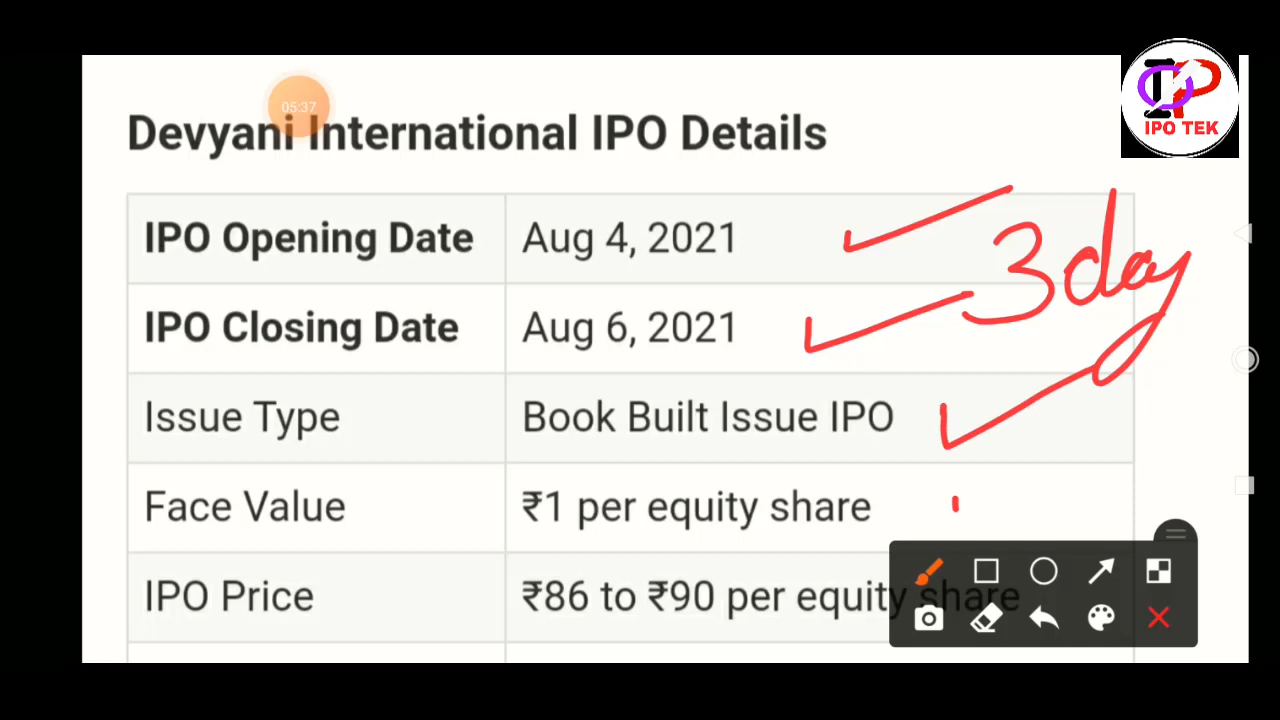 05:37
IPO TEK
Devyani International IPO Details
IPO Opening Date Aug 4, 2021
3 day
IPO Closing Date Aug 6, 2021
Issue Type Book Built Issue IPO
Face Value ₹1 per equity share
IPO Price ₹86 to ₹90 per equity share